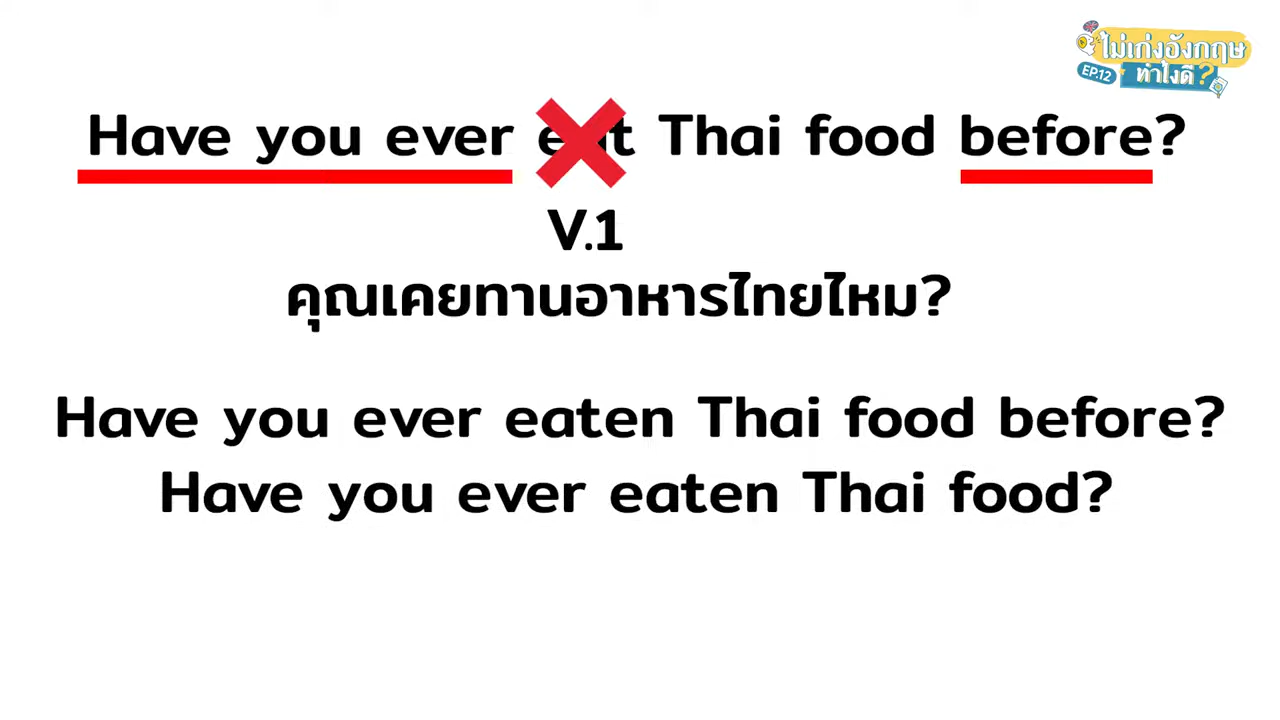 ไม่เก่งอังกฤษ
EP.12 ทำไงดี?
Have you ever eat Thai food before?
V.1
คุณเคยทานอาหารไทยไหม?
Have you ever eaten Thai food before?
Have you ever eaten Thai food?